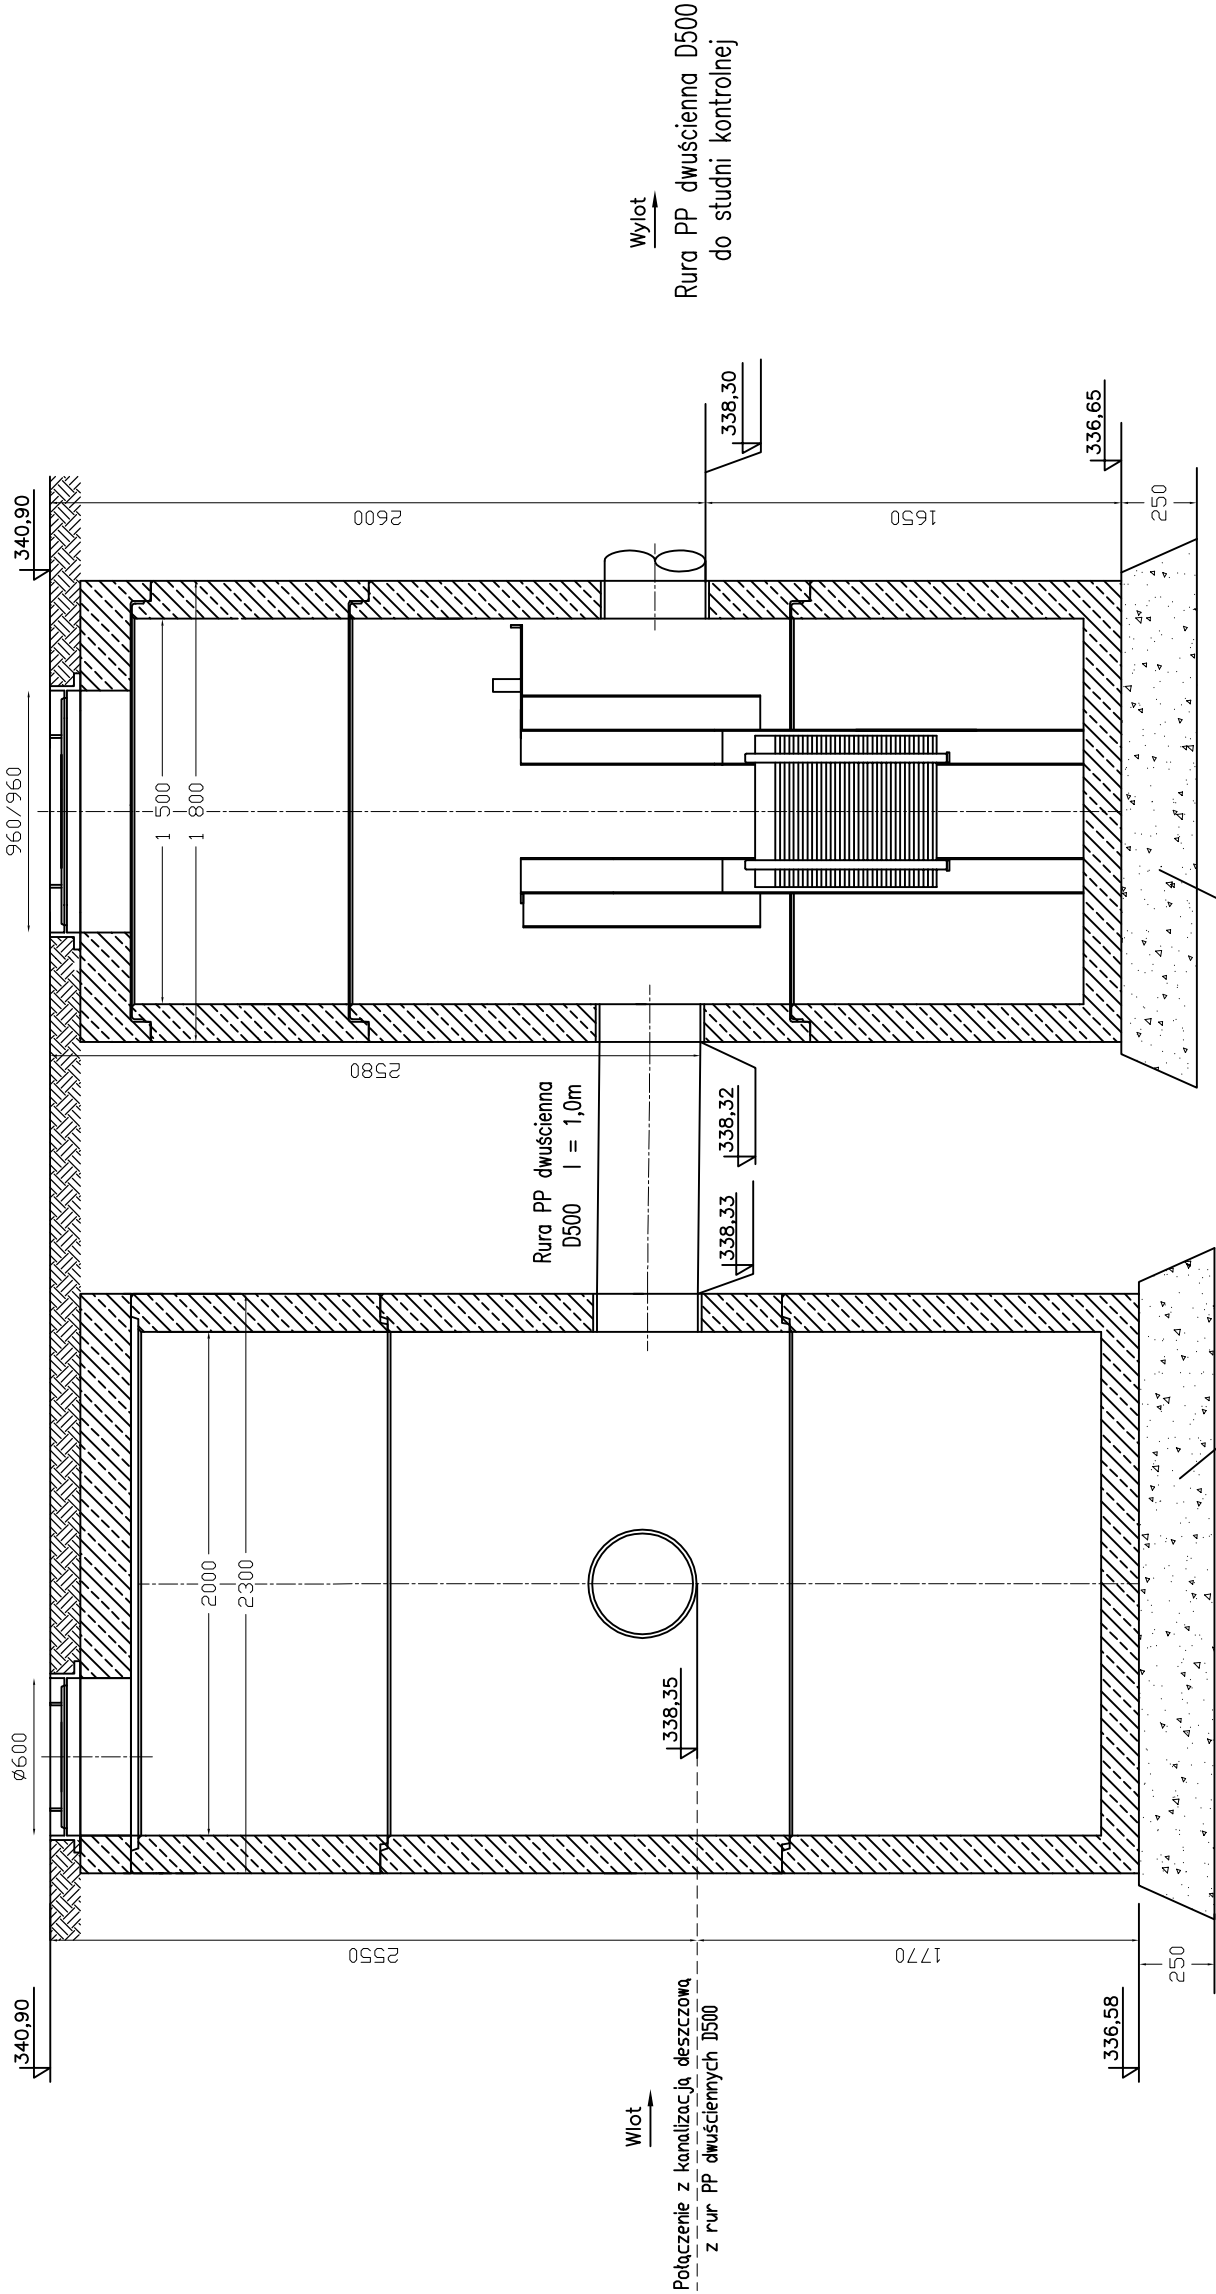 340,90
Ø600
960/960
340,90
2000
2300
1 500
1 800
2550
2580
2600
Wlot
Połączenie z kanalizacją deszczową
z rur PP dwuściennych D500
338,35
Rura PP dwuścienna
D500 l = 1,0m
338,33
338,32
338,30
Wylot
Rura PP dwuścienna D500
do studni kontrolnej
1770
1650
336,58
336,65
250
250